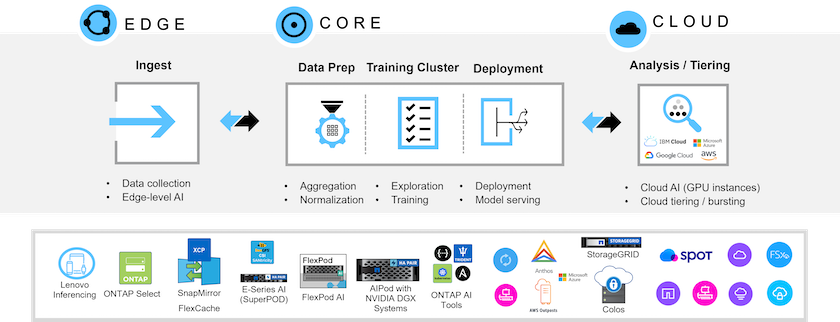 EDGE
CORE
CLOUD
Ingest
Data Prep
Training Cluster
Deployment
Analysis / Tiering
IBM Cloud
Microsoft Azure
Google Cloud
aws
• Data collection
• Edge-level AI
• Aggregation
• Normalization
• Exploration
• Training
• Deployment
• Model serving
• Cloud AI (GPU instances)
• Cloud tiering / bursting
Lenovo
Inferencing
ONTAP
ONTAP Select
XCP
SnapMirror
FlexCache
HA PAIR
E-Series AI
(SuperPOD)
FlexPod
FlexPod AI
HA PAIR
AIPod with
NVIDIA DGX
Systems
TRIDENT
ONTAP AI
Tools
Anthos
AWS Outposts
Microsoft
Azure
STORAGEGRID
StorageGRID
Colos
spot
FSx